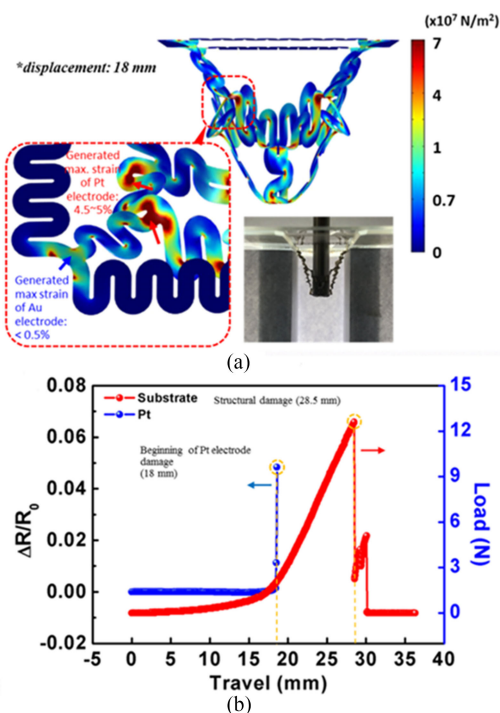 (x10⁷ N/m²)
*displacement: 18 mm
7
4
1
0.7
0
Generated
max. strain
of Pt
electrode:
4.5~5%
Generated
max strain
of Au
electrode:
< 0.5%
(a)
Substrate
Pt
Structural damage (28.5 mm)
Beginning of Pt electrode
damage
(18 mm)
ΔR/R₀
0.08
0.06
0.04
0.02
0.00
-0.02
Load (N)
15
12
9
6
3
0
-5 0 5 10 15 20 25 30 35 40
Travel (mm)
(b)